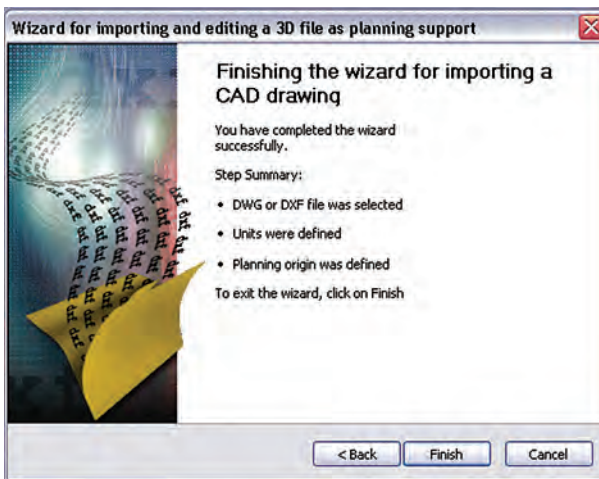 Wizard for importing and editing a 3D file as planning support
Finishing the wizard for importing a
CAD drawing
You have completed the wizard
successfully.
Step Summary:
• DWG or DXF file was selected
• Units were defined
• Planning origin was defined
To exit the wizard, click on Finish
< Back Finish Cancel